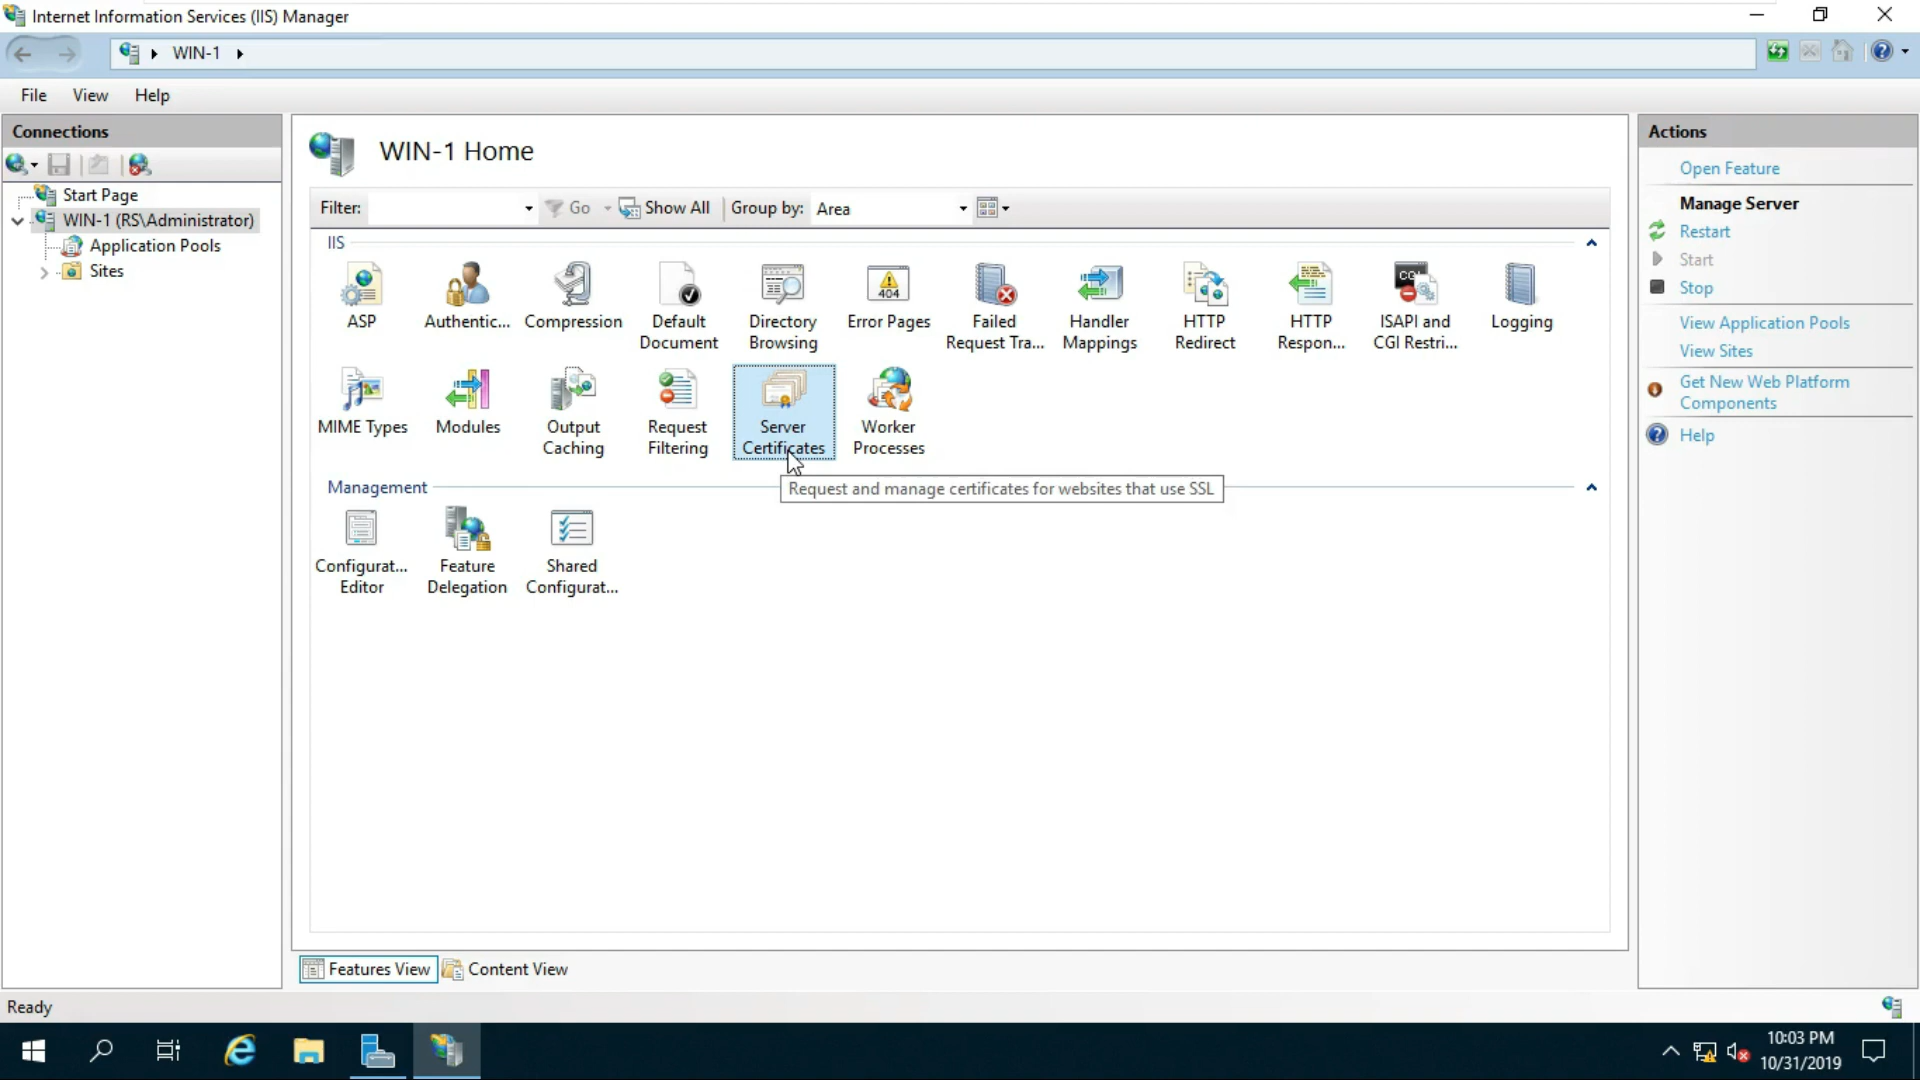 Internet Information Services (IIS) Manager
WIN-1
File View Help
Connections
Start Page
WIN-1 (RS\Administrator)
Application Pools
Sites
WIN-1 Home
Filter: Go Show All Group by: Area
IIS
ASP
Authentic...
Compression
Default
Document
Directory
Browsing
Error Pages
404
Failed
Request Tra...
Handler
Mappings
HTTP
Redirect
HTTP
Respon...
ISAPI and
CGI Restri...
Logging
MIME Types
Modules
Output
Caching
Request
Filtering
Server
Certificates
Worker
Processes
Request and manage certificates for websites that use SSL
Management
Configurat...
Editor
Feature
Delegation
Shared
Configurat...
Features View
Content View
Actions
Open Feature
Manage Server
Restart
Start
Stop
View Application Pools
View Sites
Get New Web Platform
Components
Help
Ready
10:03 PM
10/31/2019